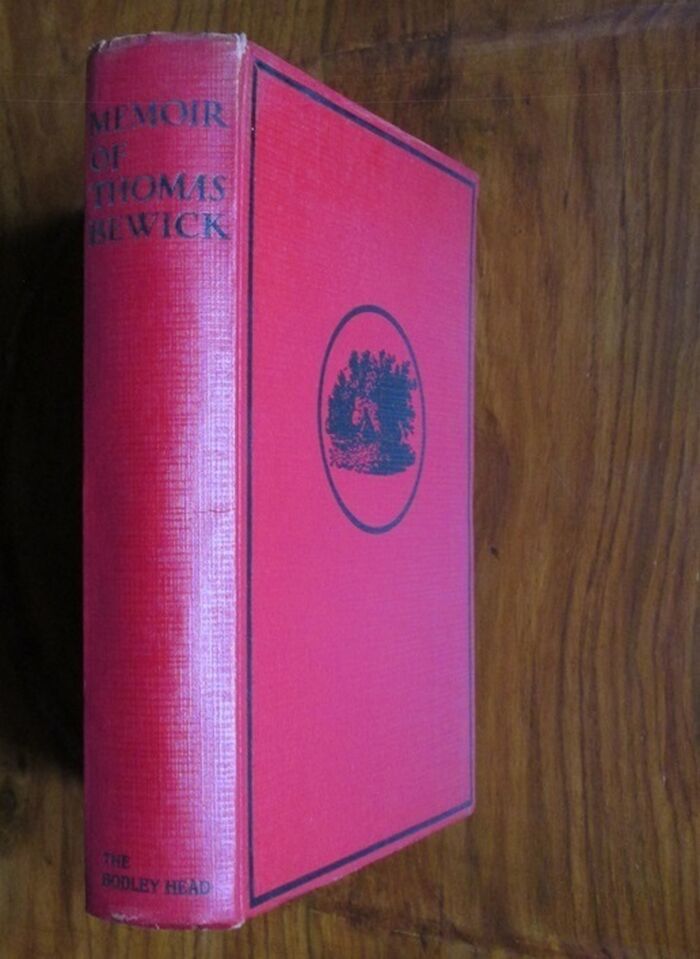 MEMOIR
OF
THOMAS
BEWICK
THE
BODLEY HEAD